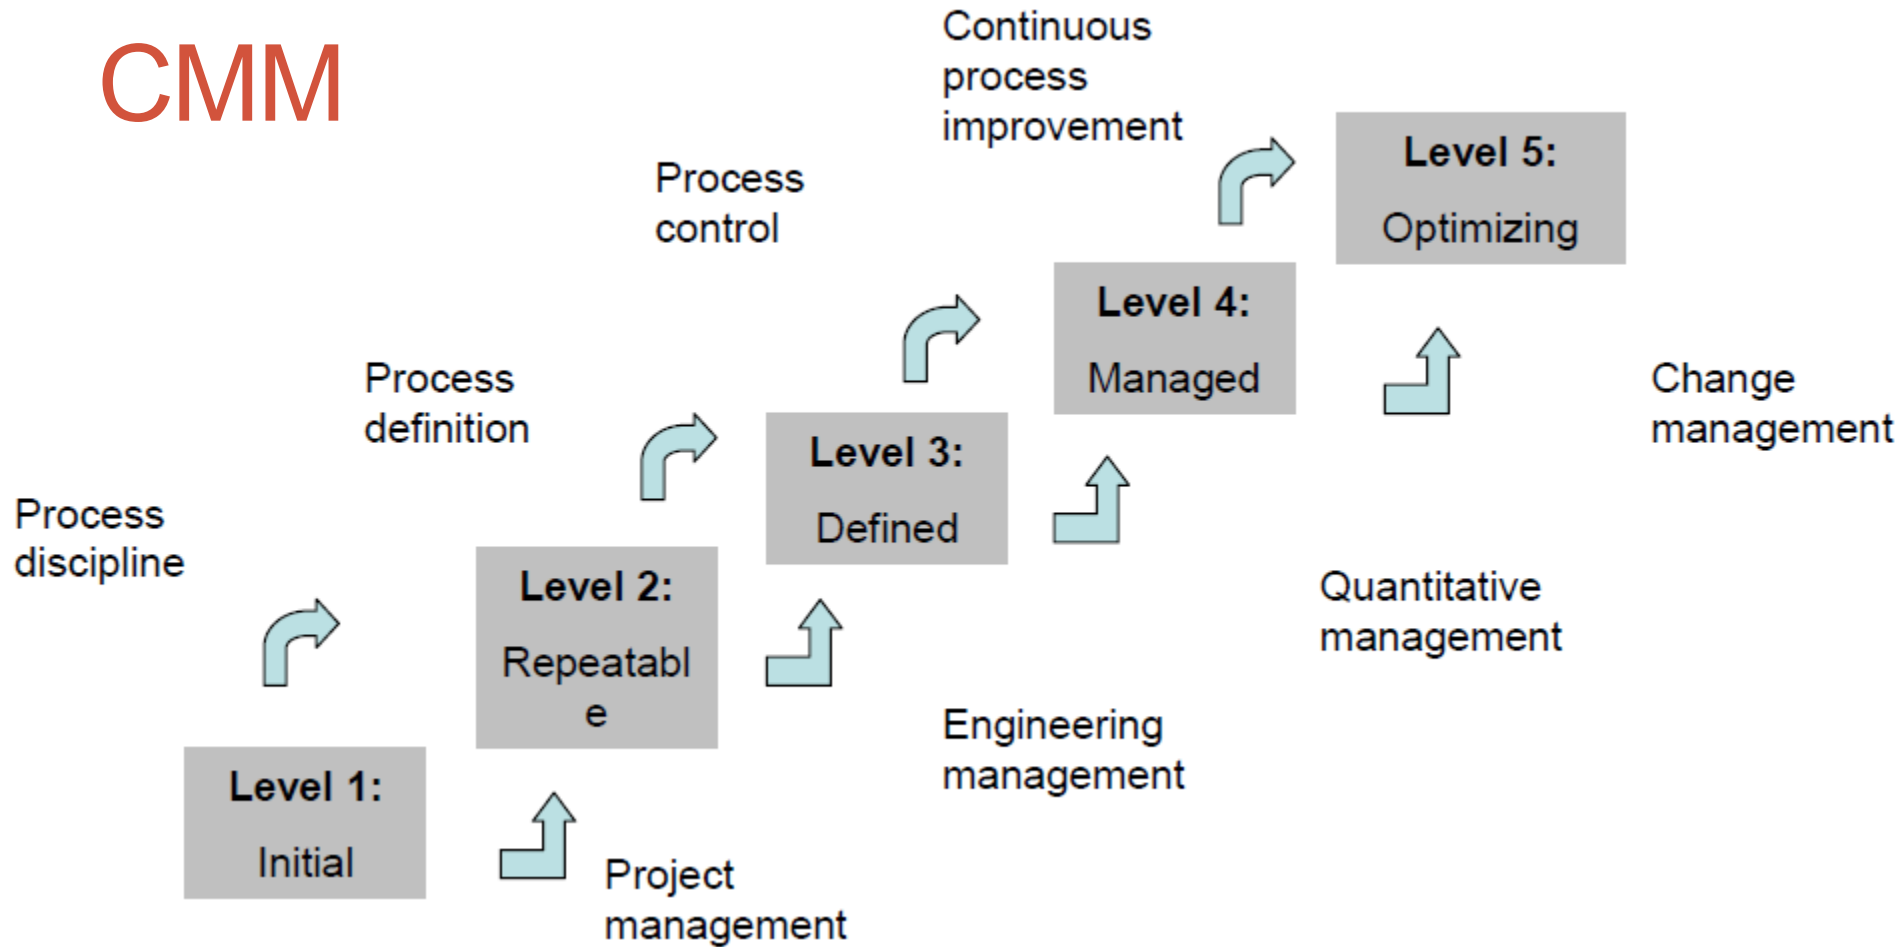 CMM
Continuous
process
improvement
Level 5:
Optimizing
Process
control
Level 4:
Managed
Change
management
Process
definition
Level 3:
Defined
Quantitative
management
Process
discipline
Level 2:
Repeatabl
e
Engineering
management
Level 1:
Initial
Project
management